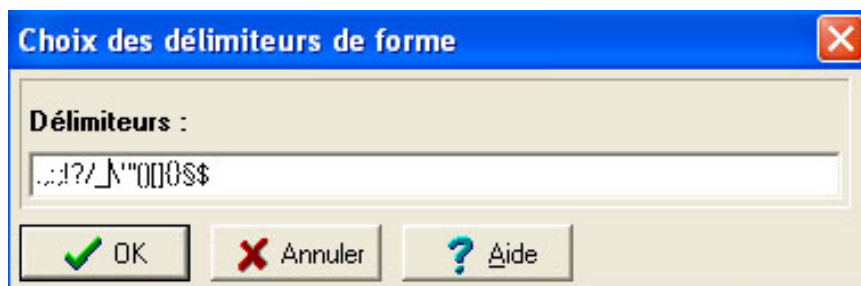 Choix des délimiteurs de forme
Délimiteurs :
.,:;!?/_\'"()[]{}§$
OK Annuler Aide